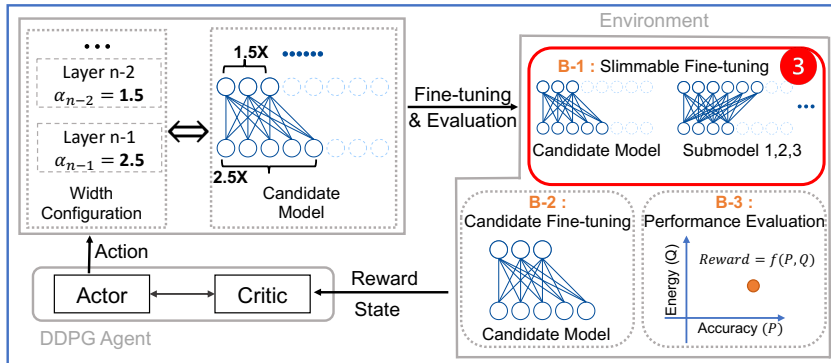 Environment
...
Layer n-2
α_{n−2} = 1.5
Layer n-1
α_{n−1} = 2.5
Width
Configuration
1.5X
......
2.5X
Candidate
Model
Fine-tuning
& Evaluation
B-1 : Slimmable Fine-tuning
3
...
Candidate Model
Submodel 1,2,3
B-2 :
Candidate Fine-tuning
Candidate Model
B-3 :
Performance Evaluation
Energy (Q)
Reward = f(P, Q)
Accuracy (P)
Action
Actor
Critic
DDPG Agent
Reward
State